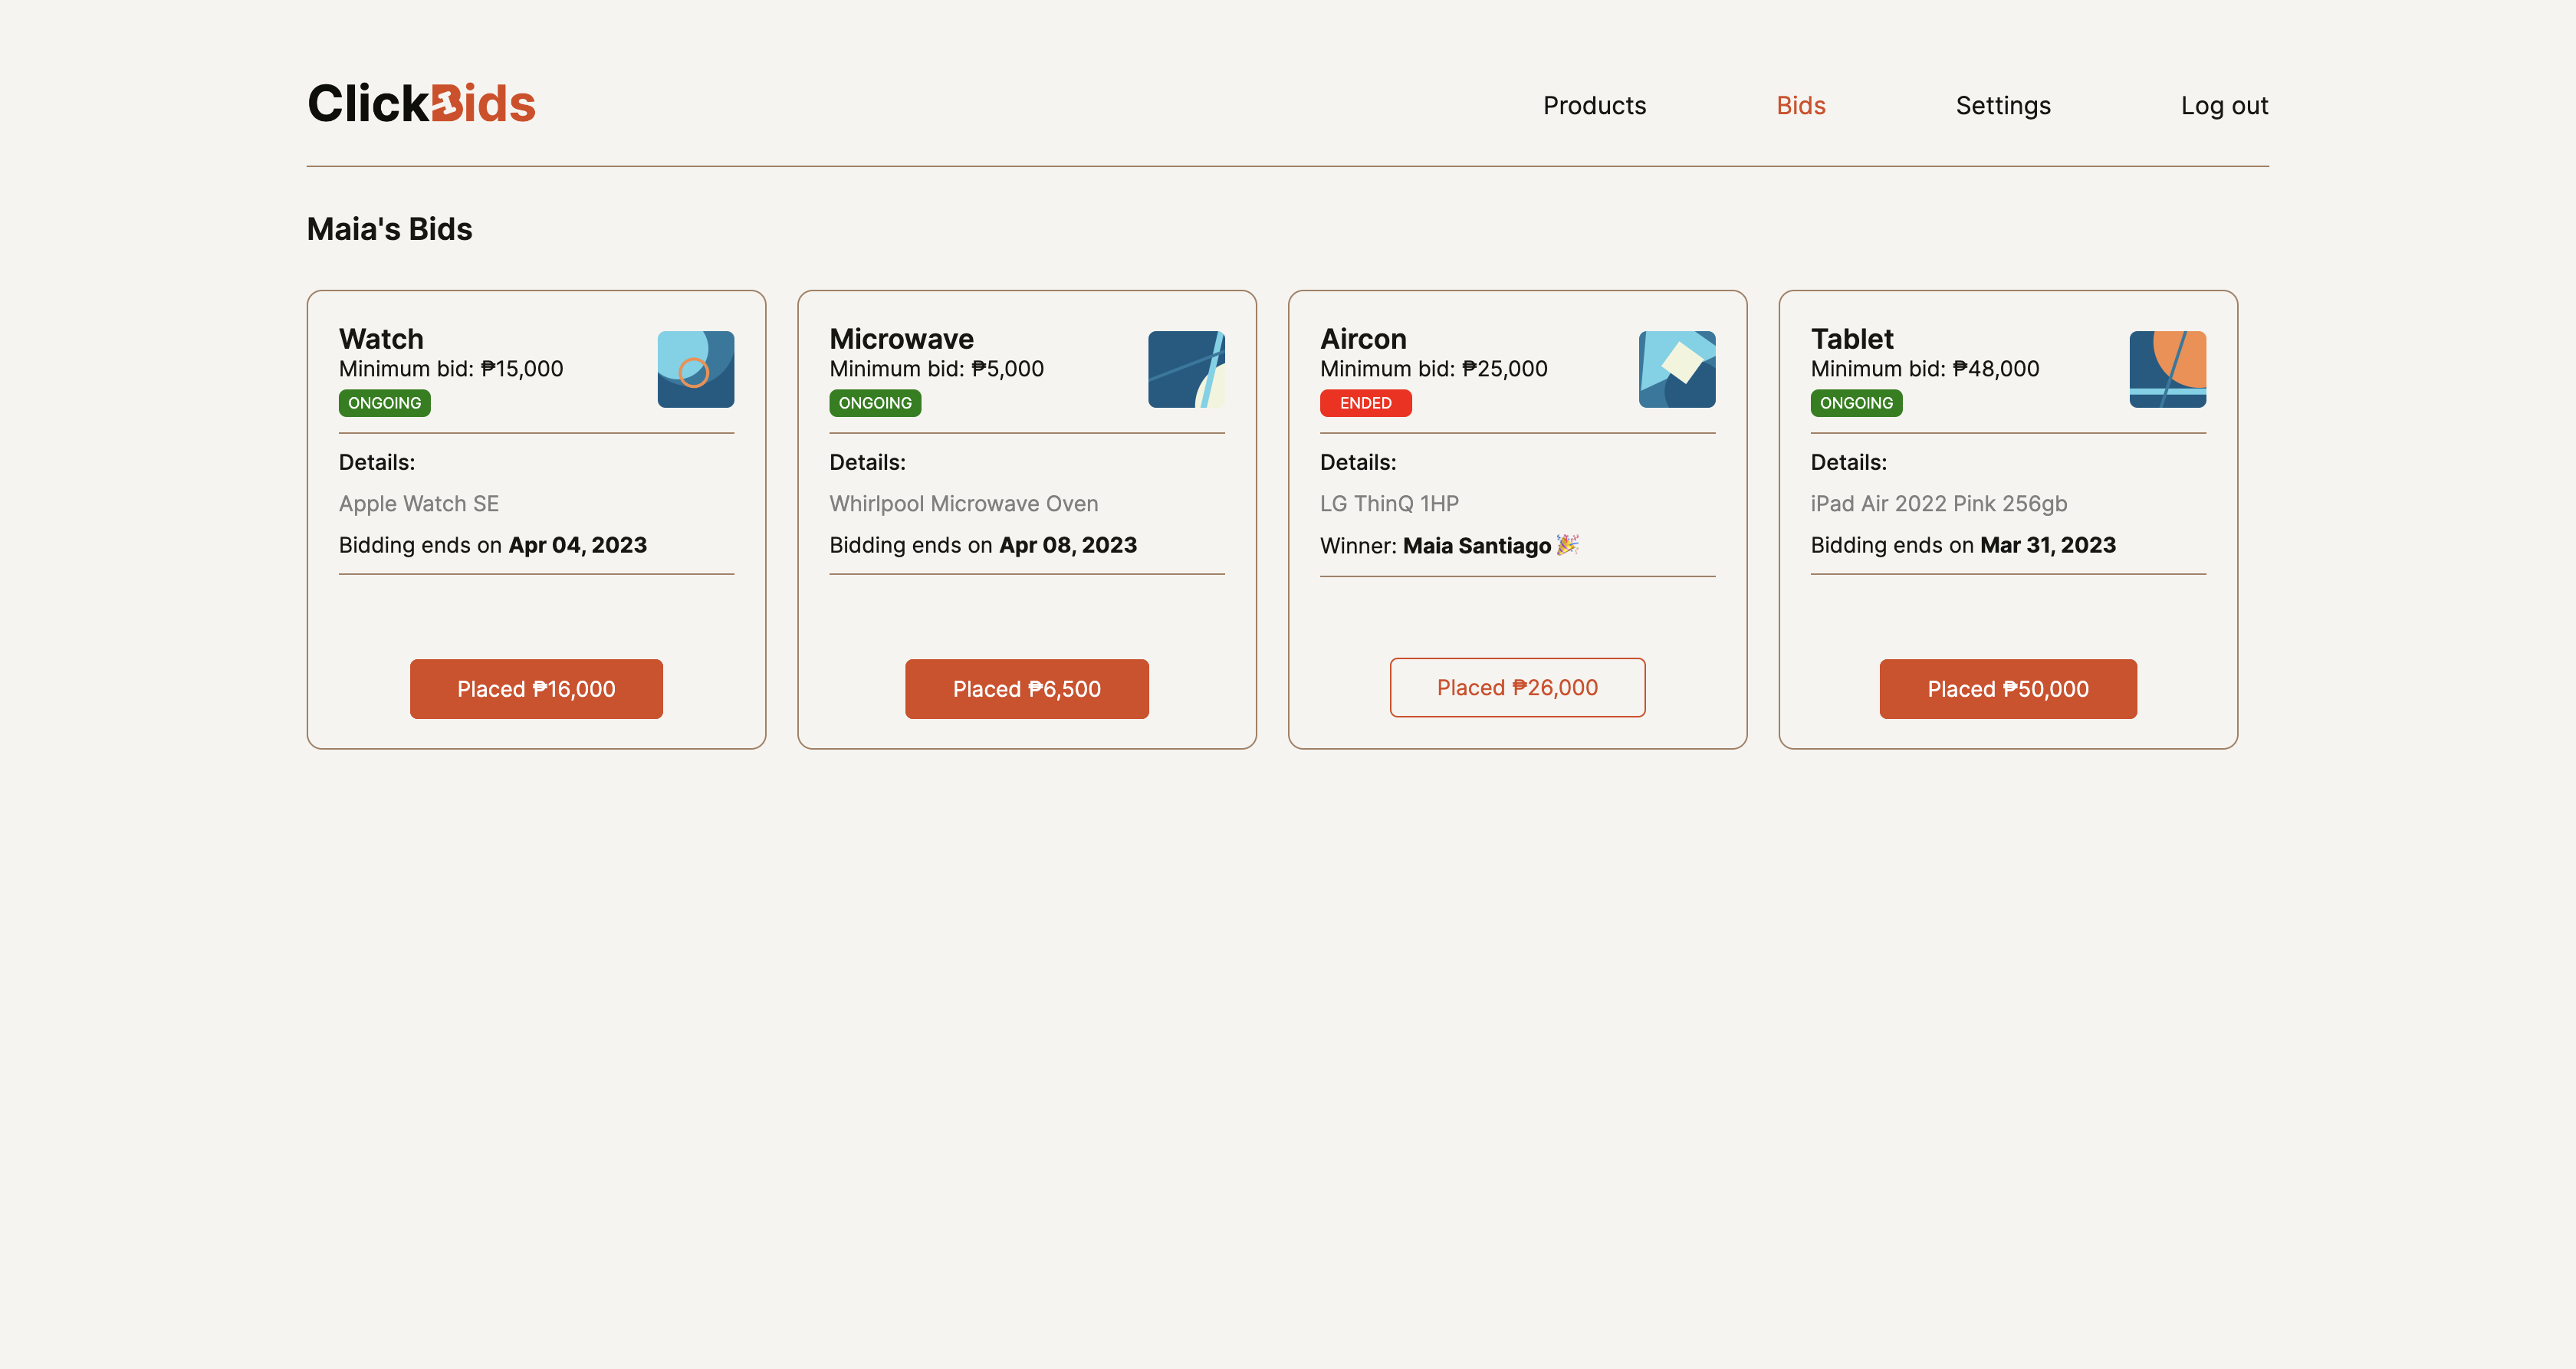 ClickBids
Products
Bids
Settings
Log out
Maia's Bids
Watch
Minimum bid: ₱15,000
ONGOING
Details:
Apple Watch SE
Bidding ends on Apr 04, 2023
Placed ₱16,000
Microwave
Minimum bid: ₱5,000
ONGOING
Details:
Whirlpool Microwave Oven
Bidding ends on Apr 08, 2023
Placed ₱6,500
Aircon
Minimum bid: ₱25,000
ENDED
Details:
LG ThinQ 1HP
Winner: Maia Santiago 🎉
Placed ₱26,000
Tablet
Minimum bid: ₱48,000
ONGOING
Details:
iPad Air 2022 Pink 256gb
Bidding ends on Mar 31, 2023
Placed ₱50,000